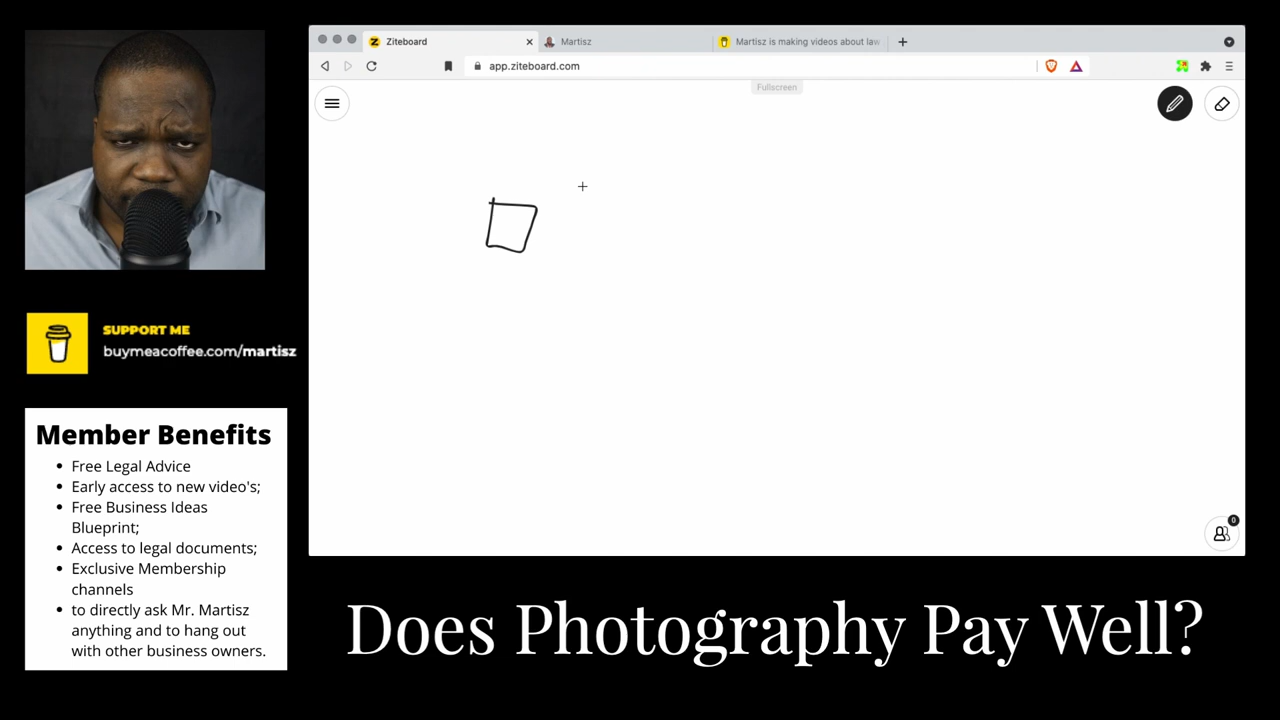 Ziteboard
Martisz
Martisz is making videos about law
app.ziteboard.com
Fullscreen
0
SUPPORT ME
buymeacoffee.com/martisz
Member Benefits
Free Legal Advice
Early access to new video's;
Free Business Ideas
Blueprint;
Access to legal documents;
Exclusive Membership
channels
to directly ask Mr. Martisz
anything and to hang out
with other business owners.
Does Photography Pay Well?